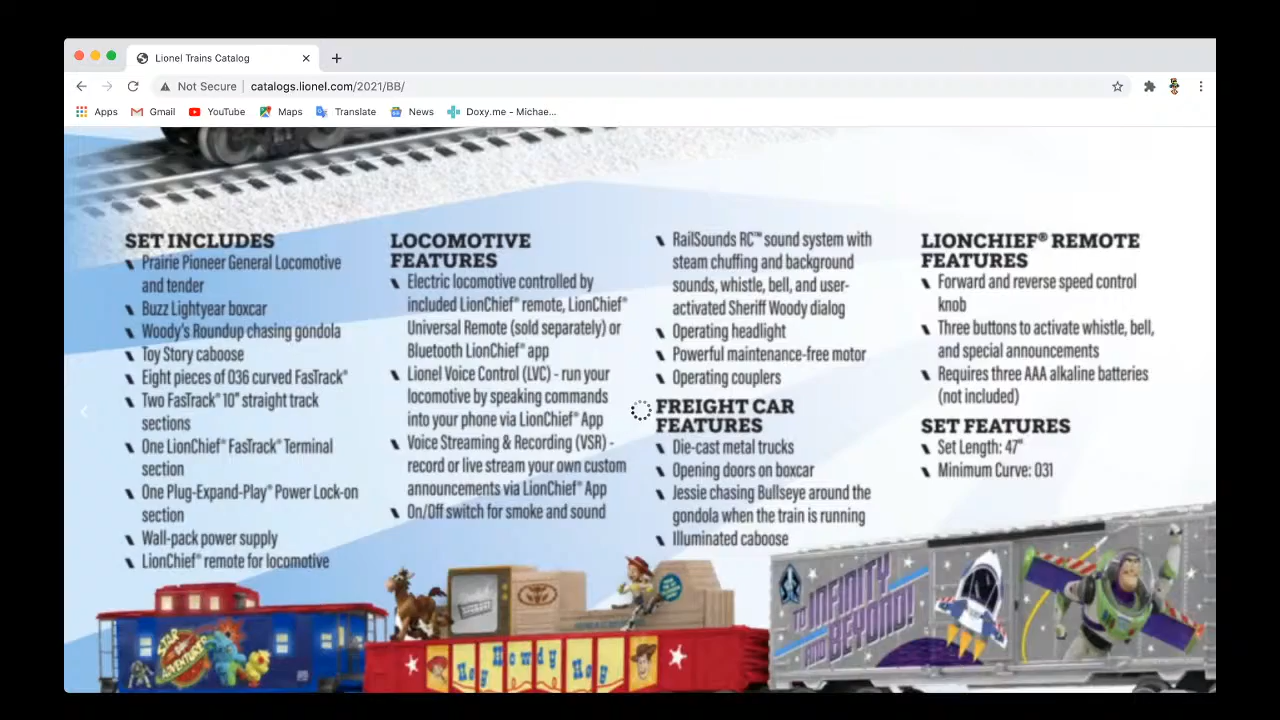 Lionel Trains Catalog
Not Secure
catalogs.lionel.com/2021/BB/
Apps
Gmail
YouTube
Maps
Translate
News
Doxy.me - Michae...
SET INCLUDES
Prairie Pioneer General Locomotive
and tender
Buzz Lightyear boxcar
Woody's Roundup chasing gondola
Toy Story caboose
Eight pieces of O36 curved FasTrack®
Two FasTrack® 10" straight track
sections
One LionChief® FasTrack® Terminal
section
One Plug-Expand-Play® Power Lock-on
section
Wall-pack power supply
LionChief® remote for locomotive
LOCOMOTIVE
FEATURES
Electric locomotive controlled by
included LionChief® remote, LionChief®
Universal Remote (sold separately) or
Bluetooth LionChief® app
Lionel Voice Control (LVC) - run your
locomotive by speaking commands
into your phone via LionChief® App
Voice Streaming & Recording (VSR) -
record or live stream your own custom
announcements via LionChief® App
On/Off switch for smoke and sound
RailSounds RC™ sound system with
steam chuffing and background
sounds, whistle, bell, and user-
activated Sheriff Woody dialog
Operating headlight
Powerful maintenance-free motor
Operating couplers
FREIGHT CAR
FEATURES
Die-cast metal trucks
Opening doors on boxcar
Jessie chasing Bullseye around the
gondola when the train is running
Illuminated caboose
LIONCHIEF® REMOTE
FEATURES
Forward and reverse speed control
knob
Three buttons to activate whistle, bell,
and special announcements
Requires three AAA alkaline batteries
(not included)
SET FEATURES
Set Length: 47"
Minimum Curve: O31
STAR
ADVENTURER
Hey Howdy Hey
TO INFINITY
AND BEYOND!